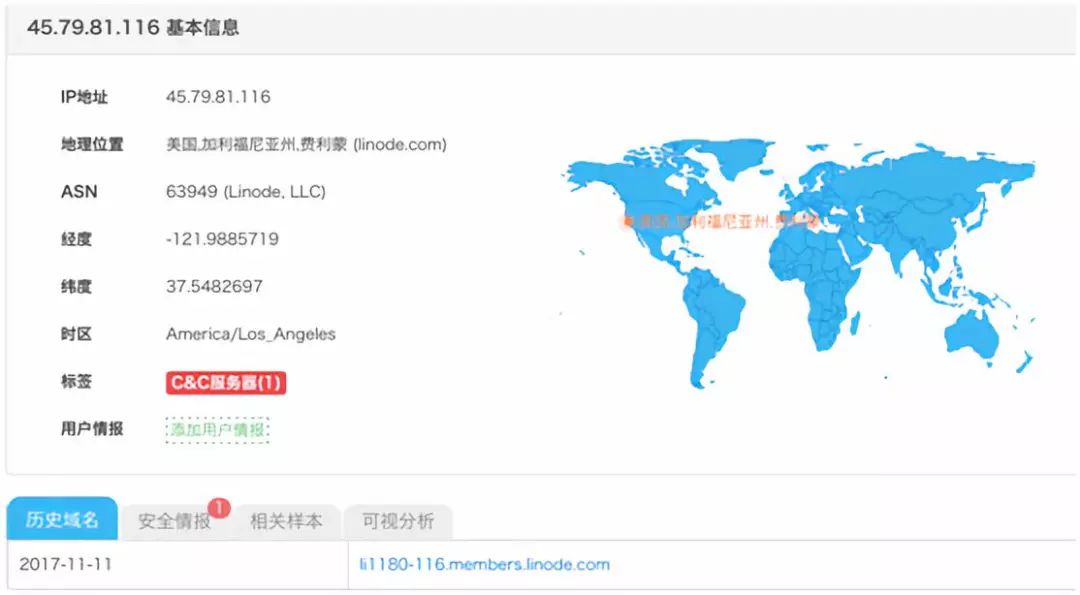 45.79.81.116 基本信息
IP地址 45.79.81.116
地理位置 美国,加利福尼亚州,费利蒙 (linode.com)
ASN 63949 (Linode, LLC)
经度 -121.9885719
美国,加利福尼亚州,费利蒙
纬度 37.5482697
时区 America/Los_Angeles
标签 C&C服务器(1)
用户情报 添加用户情报
历史域名 安全情报 1 相关样本 可视分析
2017-11-11 li1180-116.members.linode.com